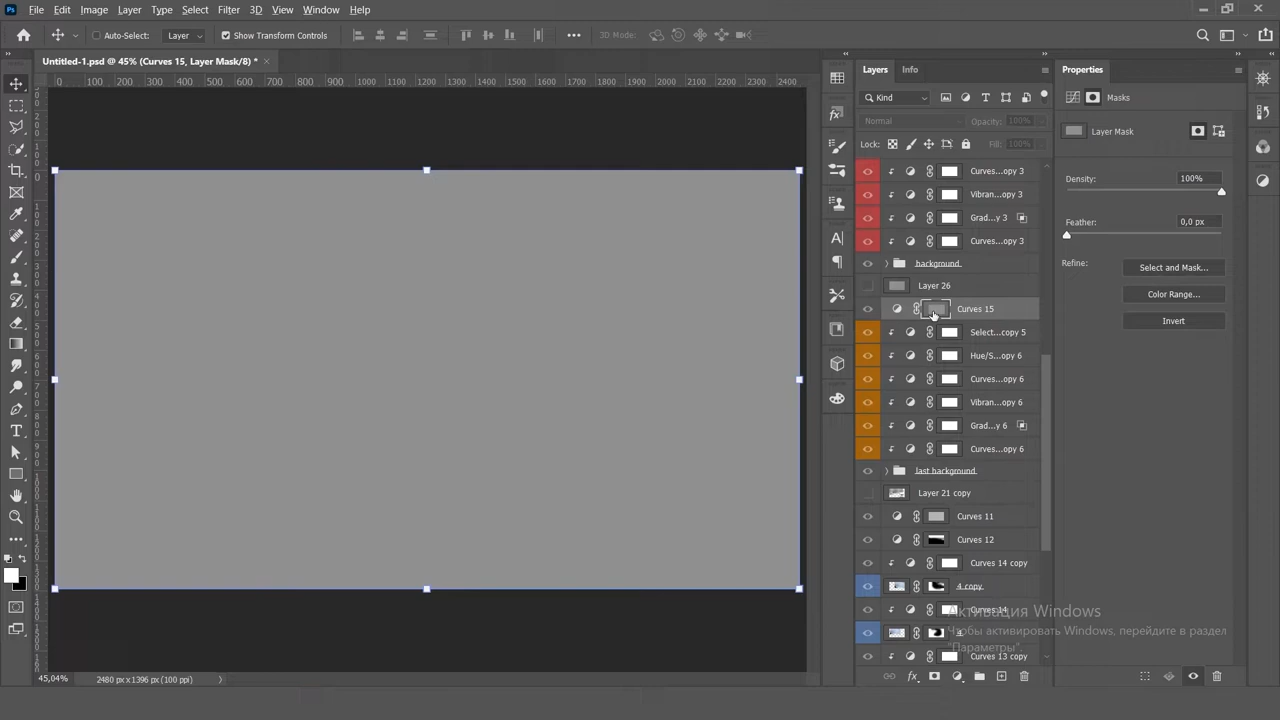 Ps File Edit Image Layer Type Select Filter 3D View Window Help
Auto-Select: Layer Show Transform Controls ••• 3D Mode:
Untitled-1.psd @ 45% (Curves 15, Layer Mask/8) *
0 100 200 300 400 500 600 700 800 900 1000 1100 1200 1300 1400 1500 1600 1700 1800 1900 2000 2100 2200 2300 2400
Layers Info
Kind
Normal Opacity: 100%
Lock: Fill: 100%
Curves...opy 3
Vibran...opy 3
Grad...y 3
Curves...opy 3
background
Layer 26
Curves 15
Select...copy 5
Hue/S...opy 6
Curves...opy 6
Vibran...opy 6
Grad...y 6
Curves...opy 6
last background
Layer 21 copy
Curves 11
Curves 12
Curves 14 copy
4 copy
Curves 14
4
Curves 13 copy
Properties
Masks
Layer Mask
Density: 100%
Feather: 0,0 px
Refine: Select and Mask...
Color Range...
Invert
Активация Windows
Чтобы активировать Windows, перейдите в раздел
"Параметры".
45,04% 2480 px x 1396 px (100 ppi)